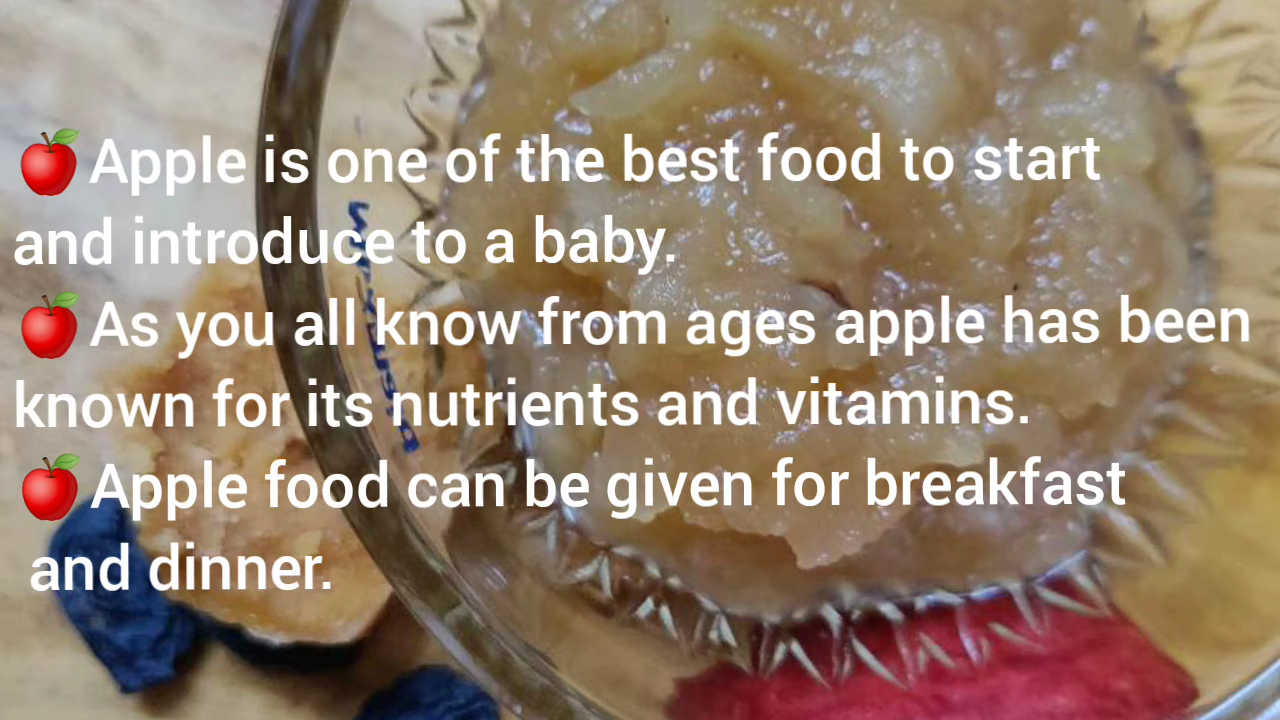 🍎Apple is one of the best food to start
and introduce to a baby.
🍎As you all know from ages apple has been
known for its nutrients and vitamins.
🍎Apple food can be given for breakfast
and dinner.